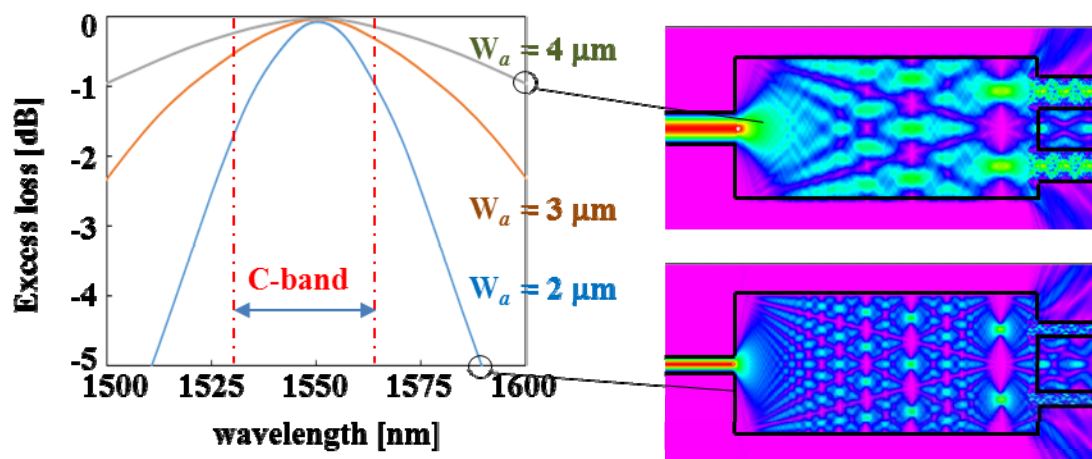 0
-1
-2
-3
-4
-5
Excess loss [dB]
1500
1525
1550
1575
1600
wavelength [nm]
C-band
Wₐ = 4 μm
Wₐ = 3 μm
Wₐ = 2 μm